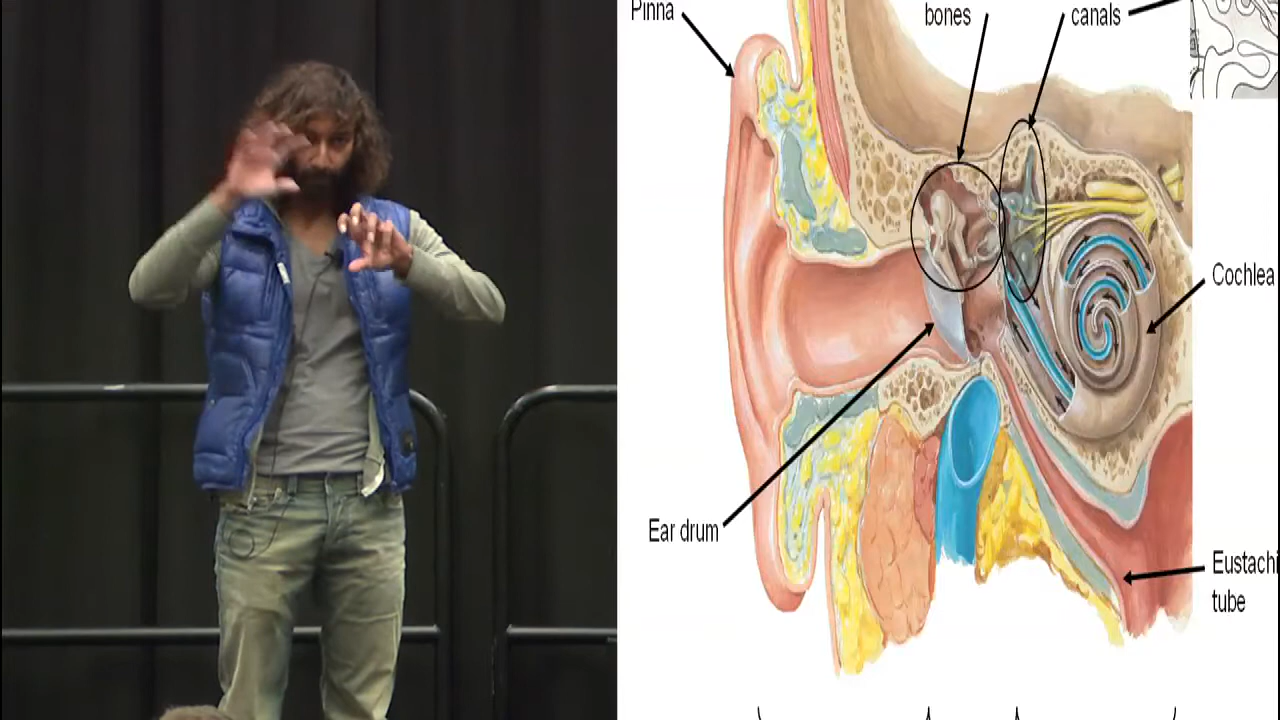 Pinna
bones
canals
Cochlea
Ear drum
Eustachi
tube